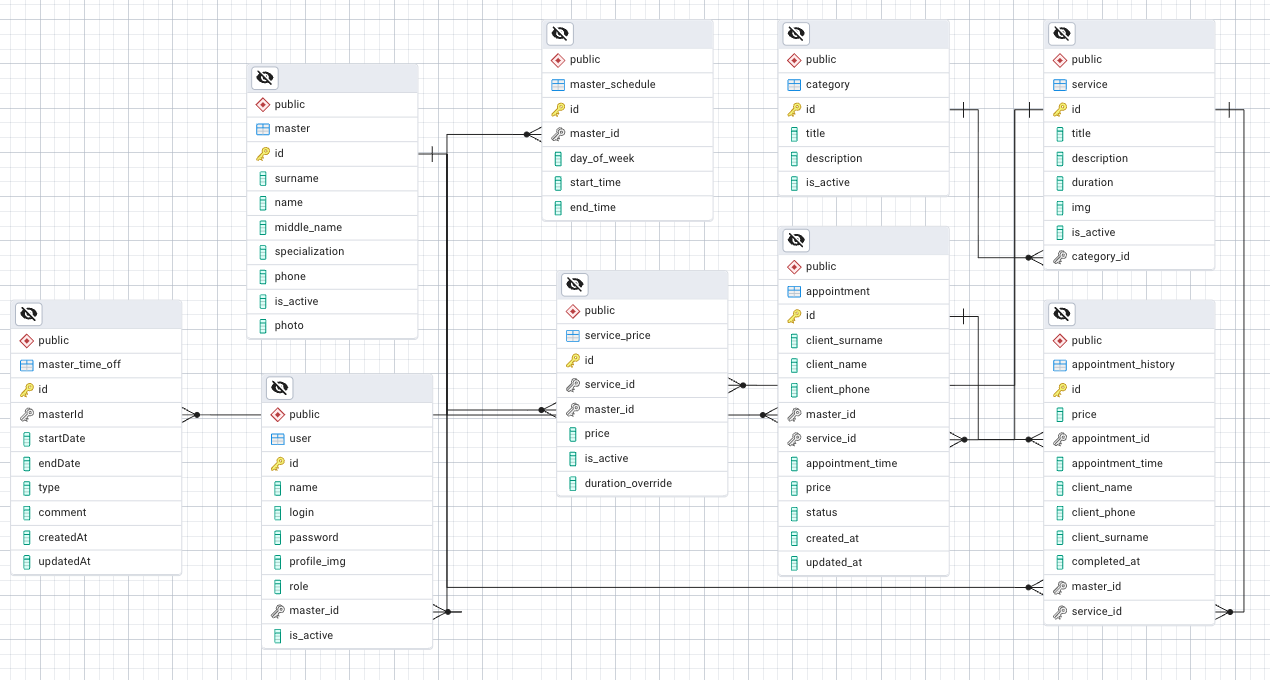 public
master_time_off
id
masterId
startDate
endDate
type
comment
createdAt
updatedAt
public
master
id
surname
name
middle_name
specialization
phone
is_active
photo
public
user
id
name
login
password
profile_img
role
master_id
is_active
public
master_schedule
id
master_id
day_of_week
start_time
end_time
public
service_price
id
service_id
master_id
price
is_active
duration_override
public
category
id
title
description
is_active
public
appointment
id
client_surname
client_name
client_phone
master_id
service_id
appointment_time
price
status
created_at
updated_at
public
service
id
title
description
duration
img
is_active
category_id
public
appointment_history
id
price
appointment_id
appointment_time
client_name
client_phone
client_surname
completed_at
master_id
service_id